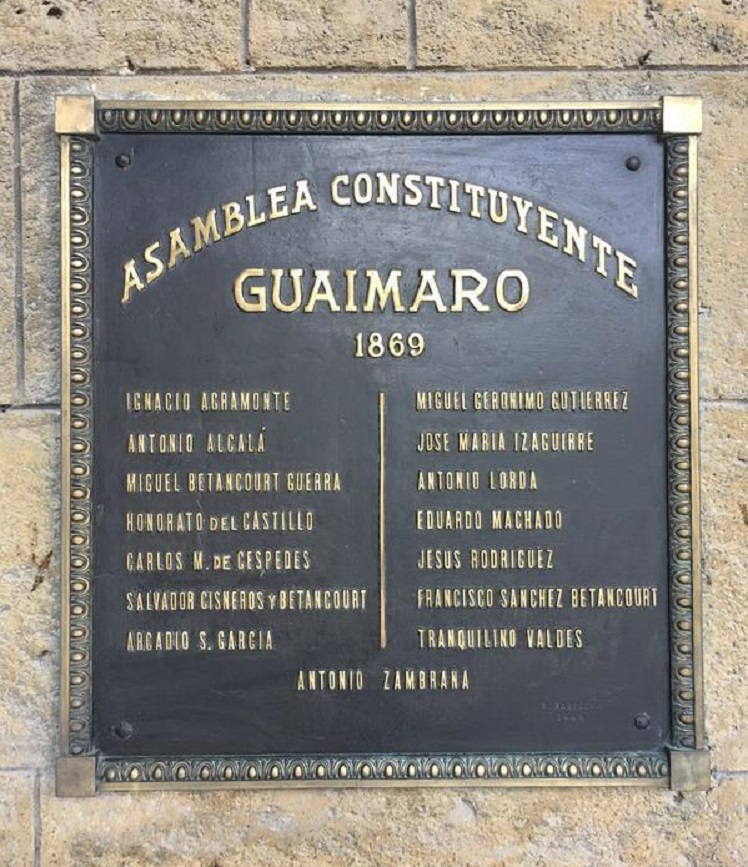 ASAMBLEA CONSTITUYENTE
GUAIMARO
1869
IGNACIO AGRAMONTE
ANTONIO ALCALÁ
MIGUEL BETANCOURT GUERRA
HONORATO DEL CASTILLO
CARLOS M. DE CESPEDES
SALVADOR CISNEROS Y BETANCOURT
ARCADIO S. GARCIA
MIGUEL GERONIMO GUTIERREZ
JOSE MARIA IZAGUIRRE
ANTONIO LORDA
EDUARDO MACHADO
JESUS RODRIGUEZ
FRANCISCO SANCHEZ BETANCOURT
TRANQUILINO VALDES
ANTONIO ZAMBRANA